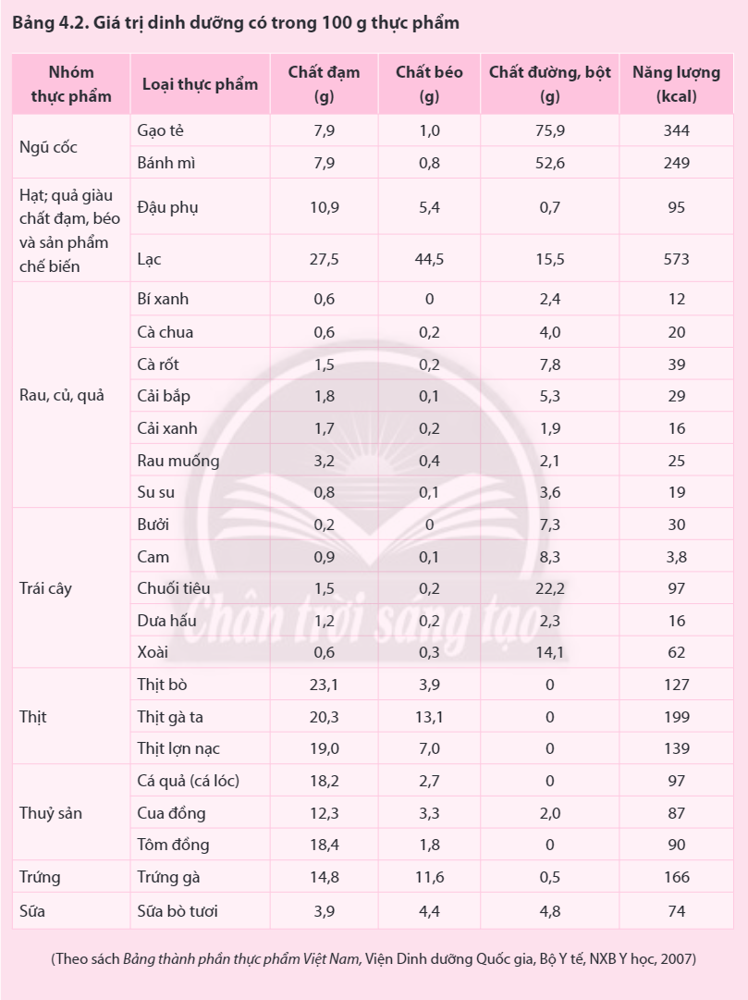 Bảng 4.2. Giá trị dinh dưỡng có trong 100 g thực phẩm
Nhóm thực phẩm Loại thực phẩm Chất đạm (g) Chất béo (g) Chất đường, bột (g) Năng lượng (kcal)
Ngũ cốc
Gạo tẻ 7,9 1,0 75,9 344
Bánh mì 7,9 0,8 52,6 249
Hạt; quả giàu
chất đạm, béo
và sản phẩm
chế biến
Đậu phụ 10,9 5,4 0,7 95
Lạc 27,5 44,5 15,5 573
Rau, củ, quả
Bí xanh 0,6 0 2,4 12
Cà chua 0,6 0,2 4,0 20
Cà rốt 1,5 0,2 7,8 39
Cải bắp 1,8 0,1 5,3 29
Cải xanh 1,7 0,2 1,9 16
Rau muống 3,2 0,4 2,1 25
Su su 0,8 0,1 3,6 19
Trái cây
Bưởi 0,2 0 7,3 30
Cam 0,9 0,1 8,3 3,8
Chuối tiêu 1,5 0,2 22,2 97
Dưa hấu 1,2 0,2 2,3 16
Xoài 0,6 0,3 14,1 62
Chân trời sáng tạo
Thịt
Thịt bò 23,1 3,9 0 127
Thịt gà ta 20,3 13,1 0 199
Thịt lợn nạc 19,0 7,0 0 139
Thuỷ sản
Cá quả (cá lóc) 18,2 2,7 0 97
Cua đồng 12,3 3,3 2,0 87
Tôm đồng 18,4 1,8 0 90
Trứng Trứng gà 14,8 11,6 0,5 166
Sữa Sữa bò tươi 3,9 4,4 4,8 74
(Theo sách Bảng thành phần thực phẩm Việt Nam, Viện Dinh dưỡng Quốc gia, Bộ Y tế, NXB Y học, 2007)